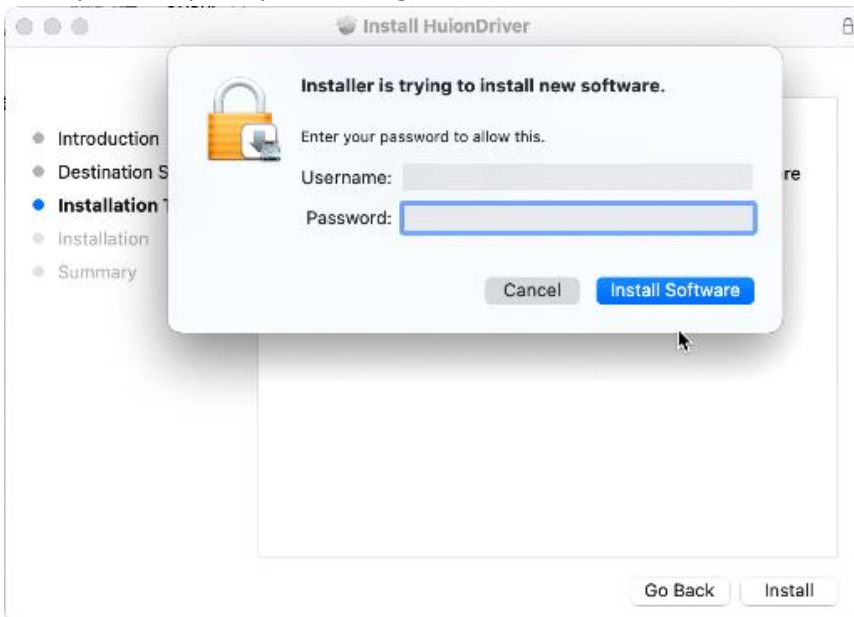 Install HuionDriver
Installer is trying to install new software.
Enter your password to allow this.
Username:
Password:
Cancel Install Software
Introduction
Destination S
Installation
Installation
Summary
re
Go Back Install